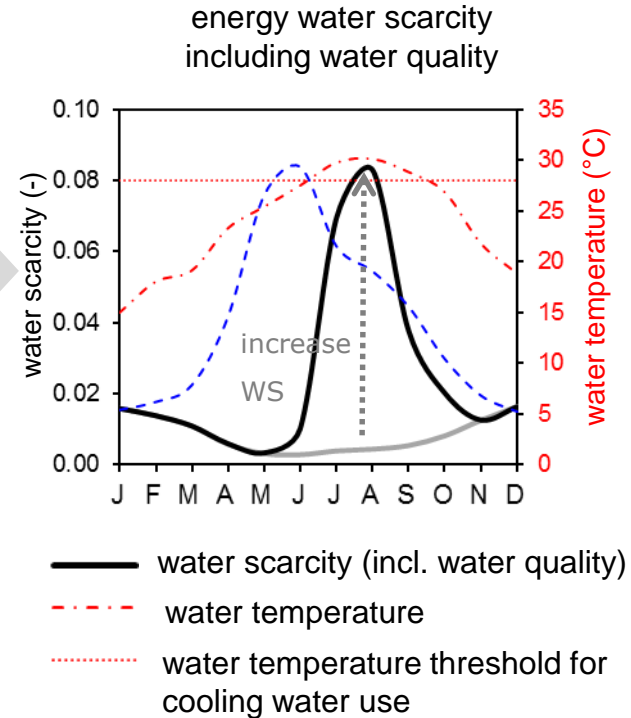 energy water scarcity
including water quality
water scarcity (-)
0.10
0.08
0.06
0.04
0.02
0.00
increase
WS
35
30
25
20
15
10
5
0
water temperature (°C)
J F M A M J J A S O N D
water scarcity (incl. water quality)
water temperature
water temperature threshold for
cooling water use